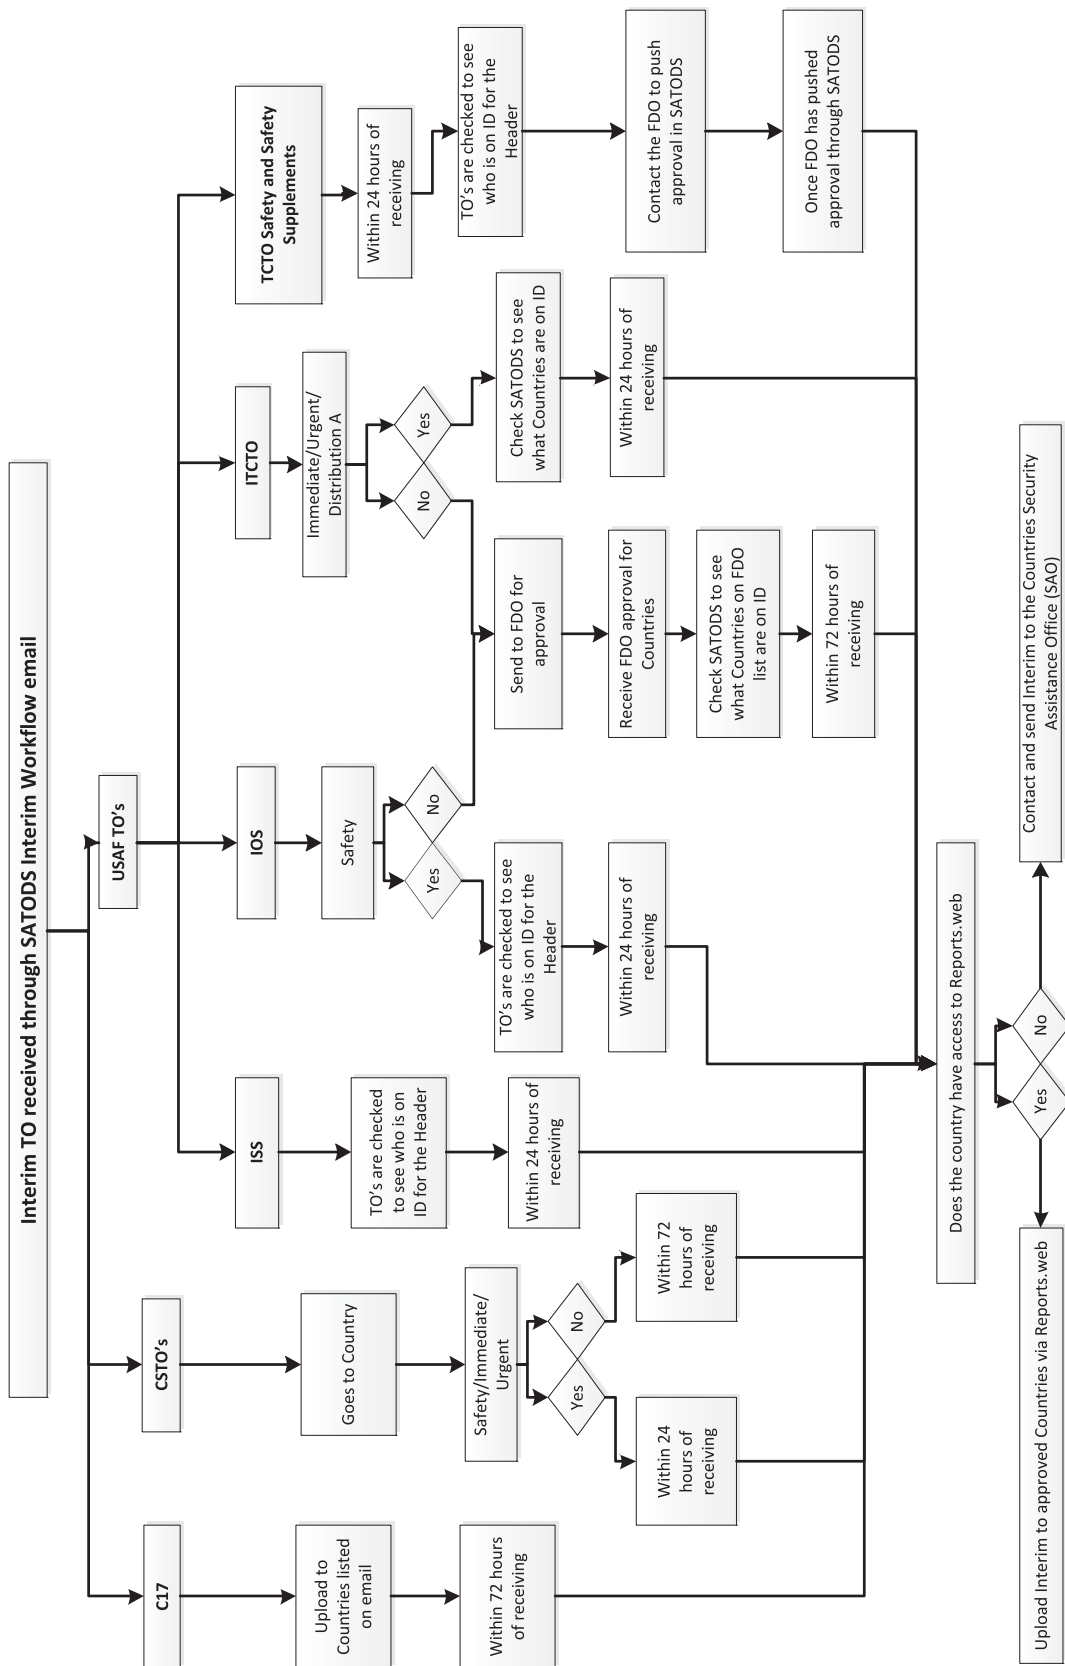 Interim TO received through SATODS Interim Workflow email
C17
CSTO's
USAF TO's
ISS
IOS
ITCTO
TCTO Safety and Safety
Supplements
Upload to
Countries listed
on email
Within 72 hours
of receiving
Goes to Country
Safety/Immediate/
Urgent
Yes
No
Within 24
hours of
receiving
Within 72
hours of
receiving
TO's are checked
to see who is on
ID for the Header
Within 24 hours of
receiving
Safety
Yes
No
TO's are checked to see
who is on ID for the
Header
Within 24 hours of
receiving
Immediate/Urgent/
Distribution A
No
Yes
Send to FDO for
approval
Receive FDO approval for
Countries
Check SATODS to see
what Countries on FDO
list are on ID
Within 72 hours of
receiving
Check SATODS to see
what Countries are on ID
Within 24 hours of
receiving
Within 24 hours of
receiving
TO's are checked to see
who is on ID for the
Header
Contact the FDO to push
approval in SATODS
Once FDO has pushed
approval through SATODS
Does the country have access to Reports.web
Yes
No
Upload Interim to approved Countries via Reports.web
Contact and send Interim to the Countries Security
Assistance Office (SAO)